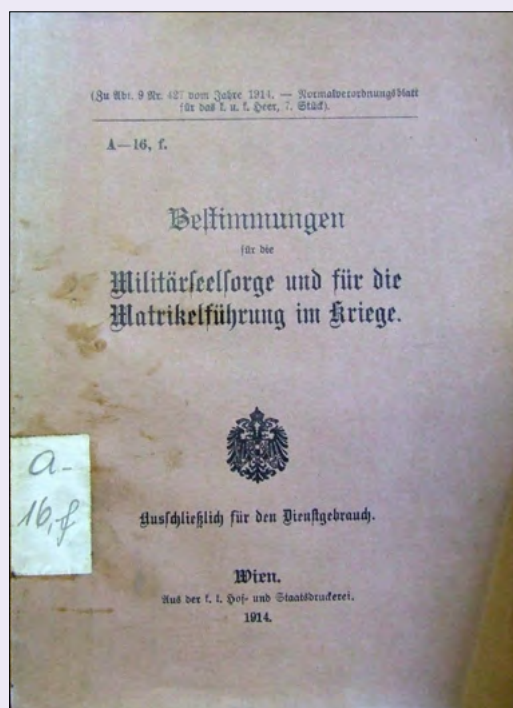 (Zu Abt. 9 Nr. 427 vom Jahre 1914. — Normalverordnungsblatt
für das k. u. k. Heer, 7. Stück).
A—16, f.
Bestimmungen
für die
Militärseelsorge und für die
Matrikelführung im Kriege.
a-
16, f
Ausschließlich für den Dienstgebrauch.
Wien.
Aus der k. k. Hof- und Staatsdruckerei.
1914.